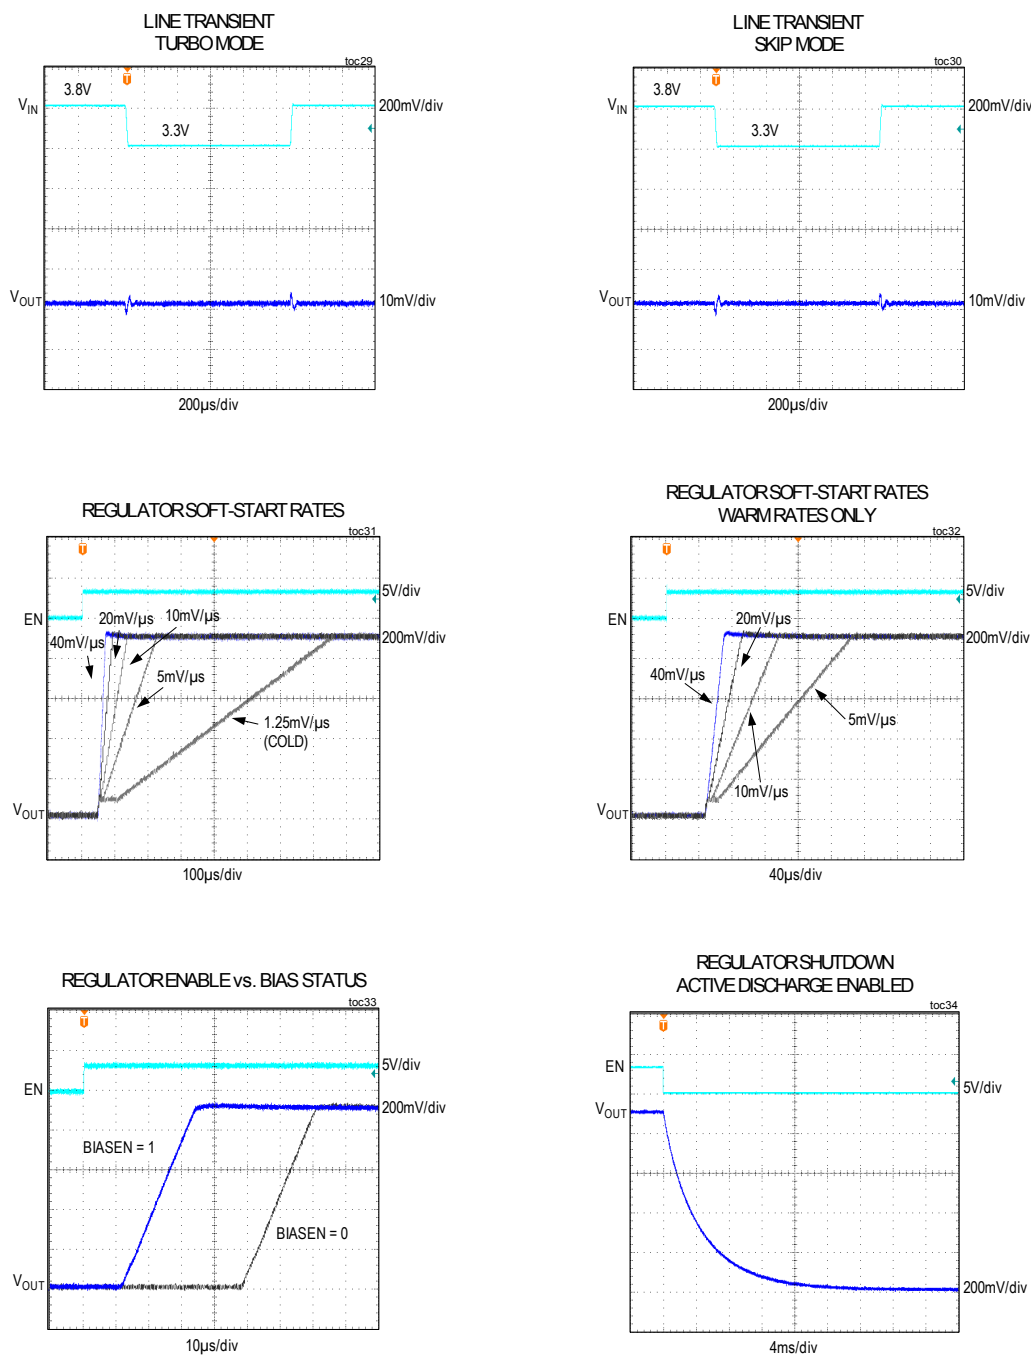 LINE TRANSIENT
TURBO MODE
toc29
3.8V
VIN
200mV/div
3.3V
VOUT
10mV/div
200µs/div
LINE TRANSIENT
SKIP MODE
toc30
3.8V
VIN
200mV/div
3.3V
VOUT
10mV/div
200µs/div
REGULATOR SOFT-START RATES
toc31
T
5V/div
EN
20mV/µs
10mV/µs
40mV/µs
200mV/div
5mV/µs
1.25mV/µs
(COLD)
VOUT
100µs/div
REGULATOR SOFT-START RATES
WARM RATES ONLY
toc32
T
5V/div
EN
20mV/µs
200mV/div
40mV/µs
5mV/µs
10mV/µs
VOUT
40µs/div
REGULATOR ENABLE vs. BIAS STATUS
toc33
T
5V/div
EN
200mV/div
BIASEN = 1
BIASEN = 0
VOUT
10µs/div
REGULATOR SHUTDOWN
ACTIVE DISCHARGE ENABLED
toc34
T
EN
5V/div
VOUT
200mV/div
4ms/div